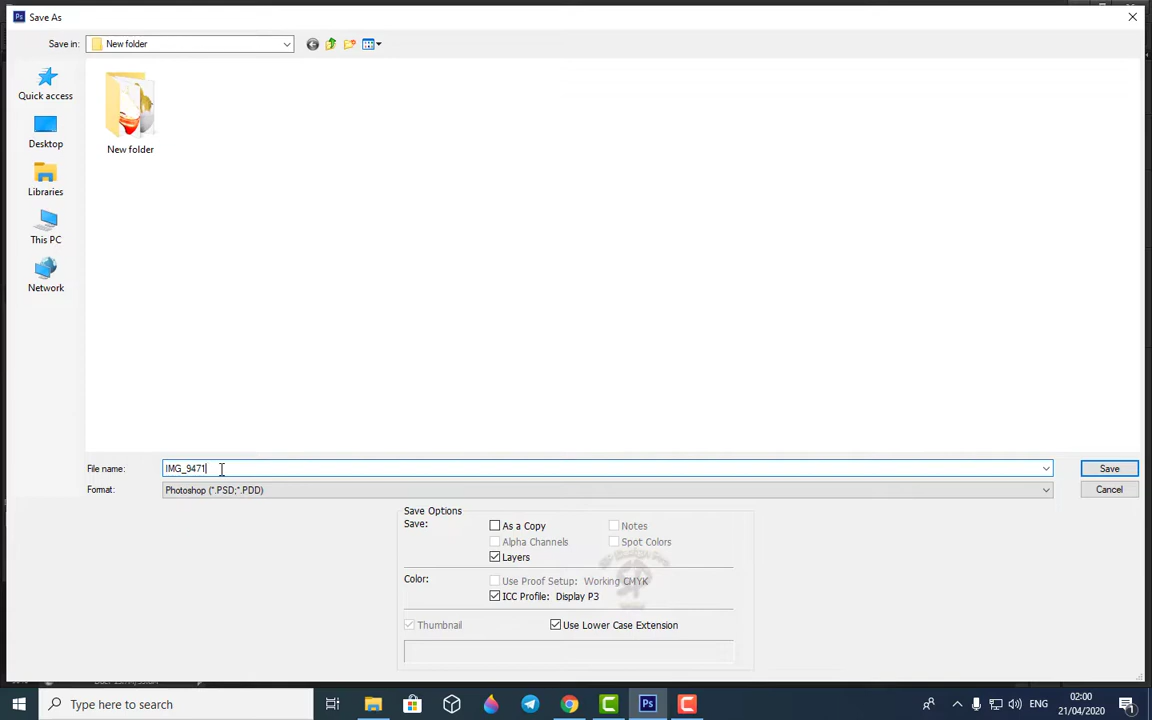 Ps Save As
Save in: New folder
Quick access
Desktop
Libraries
This PC
Network
New folder
File name: IMG_9471 Save
Format: Photoshop (*.PSD;*.PDD) Cancel
Save Options
Save: As a Copy Notes
Alpha Channels Spot Colors
Layers
Color: Use Proof Setup: Working CMYK
ICC Profile: Display P3
Thumbnail Use Lower Case Extension
Type here to search Ps ENG 02:00
21/04/2020 1